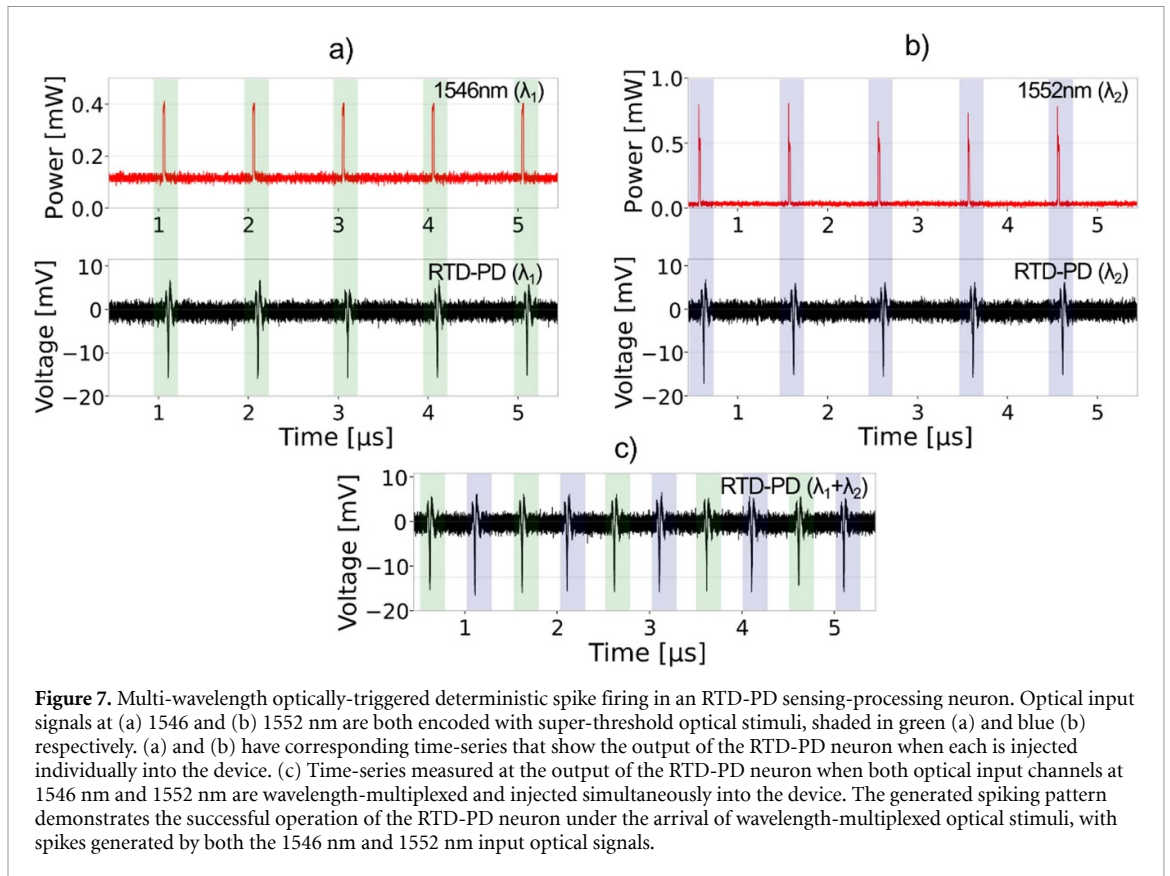 a)
1546nm (λ₁)
Power [mW]
0.4
0.2
0.0
1 2 3 4 5
RTD-PD (λ₁)
Voltage [mV]
10
0
−10
−20
1 2 3 4 5
Time [μs]
b)
1552nm (λ₂)
Power [mW]
1.0
0.5
0.0
1 2 3 4 5
RTD-PD (λ₂)
Voltage [mV]
10
0
−10
−20
1 2 3 4 5
Time [μs]
c)
RTD-PD (λ₁+λ₂)
Voltage [mV]
10
0
−10
−20
1 2 3 4 5
Time [μs]
Figure 7. Multi-wavelength optically-triggered deterministic spike firing in an RTD-PD sensing-processing neuron. Optical input
signals at (a) 1546 and (b) 1552 nm are both encoded with super-threshold optical stimuli, shaded in green (a) and blue (b)
respectively. (a) and (b) have corresponding time-series that show the output of the RTD-PD neuron when each is injected
individually into the device. (c) Time-series measured at the output of the RTD-PD neuron when both optical input channels at
1546 nm and 1552 nm are wavelength-multiplexed and injected simultaneously into the device. The generated spiking pattern
demonstrates the successful operation of the RTD-PD neuron under the arrival of wavelength-multiplexed optical stimuli, with
spikes generated by both the 1546 nm and 1552 nm input optical signals.